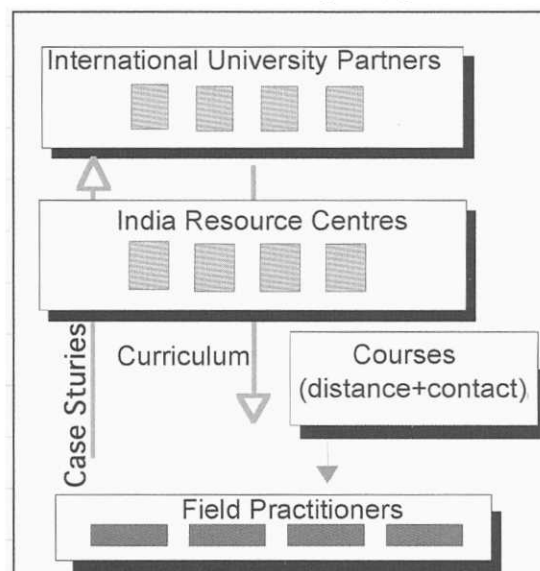 International University Partners
India Resource Centres
Case Sturies
Curriculum
Courses
(distance+contact)
Field Practitioners